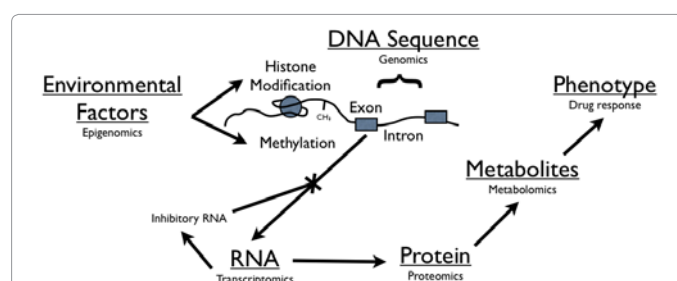 DNA Sequence
Genomics
Histone
Modification
Environmental
Factors
Epigenomics
Phenotype
Drug response
Exon
CH₃
Intron
Methylation
Metabolites
Metabolomics
Inhibitory RNA
RNA
Transcriptomics
Protein
Proteomics